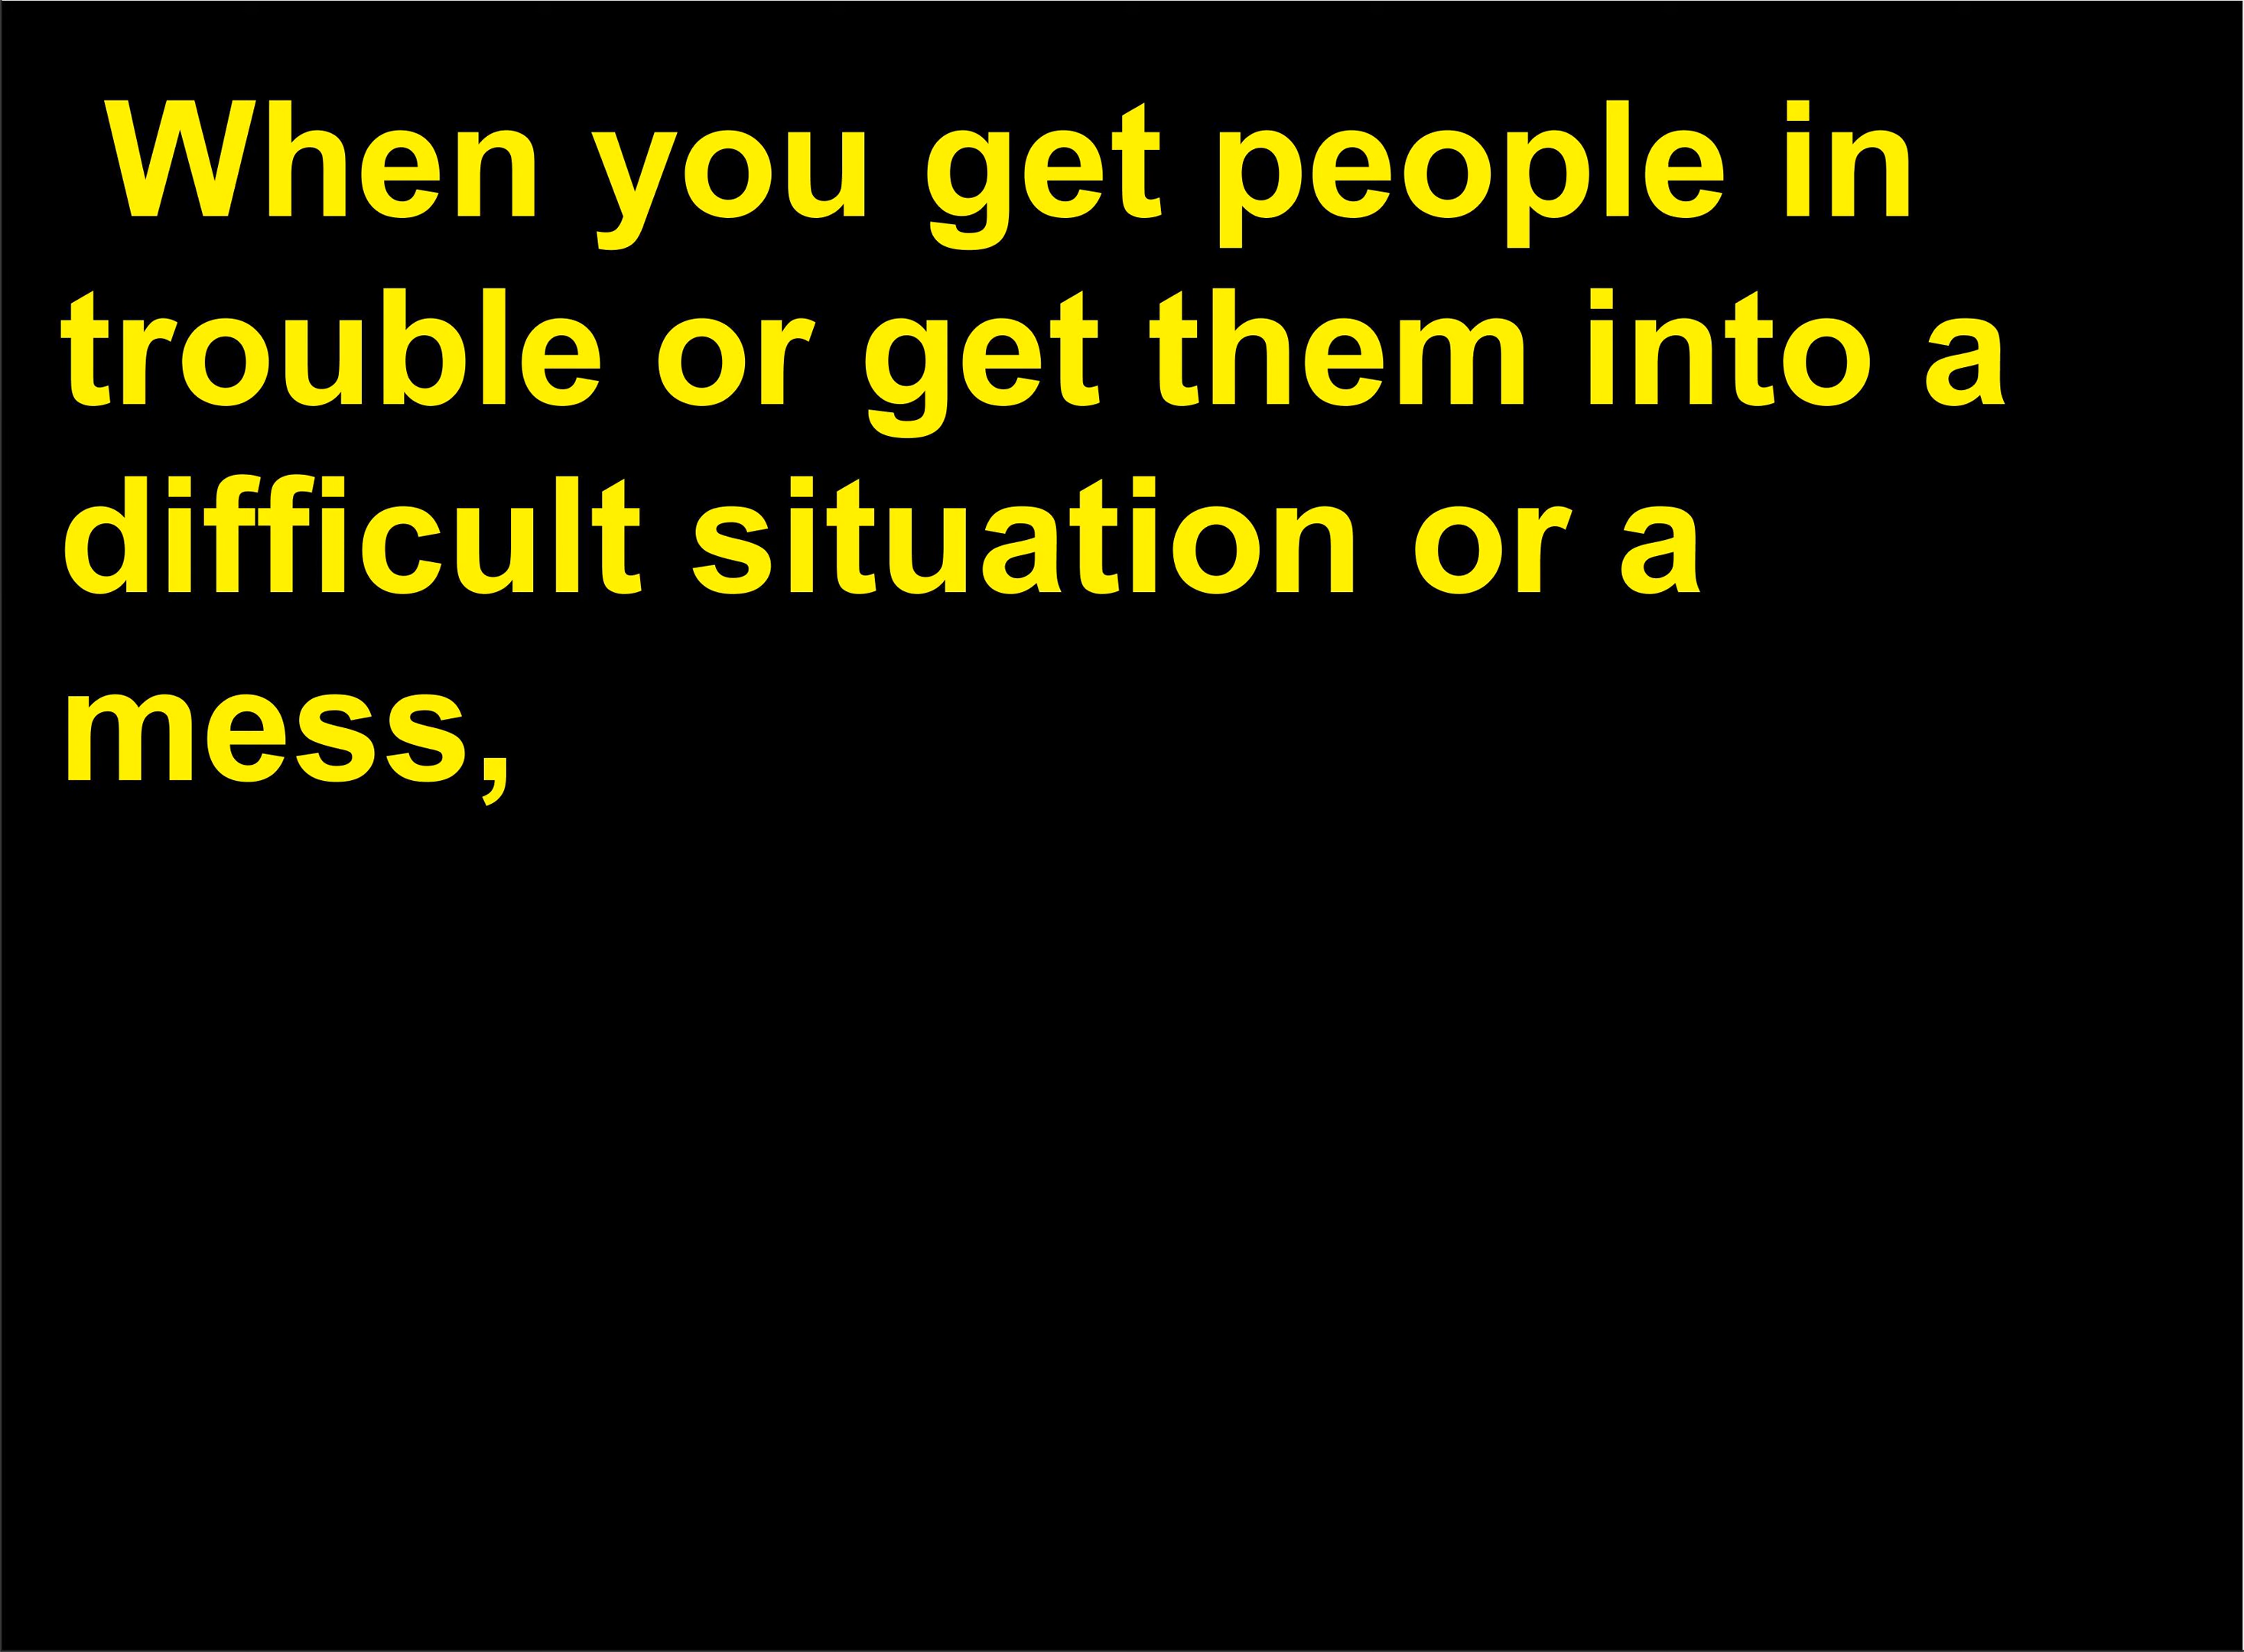 When you get people in
trouble or get them into a
difficult situation or a
mess,